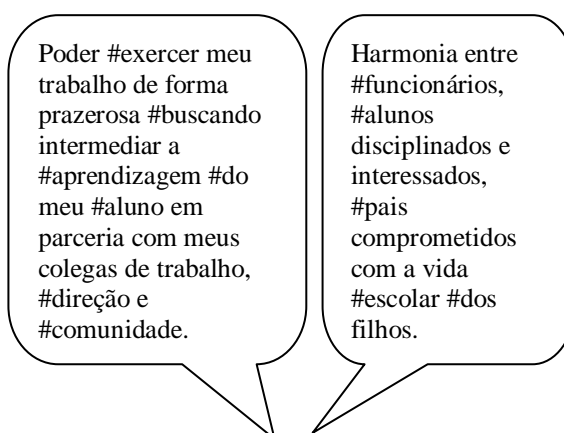 Poder #exercer meu
trabalho de forma
prazerosa #buscando
intermediar a
#aprendizagem #do
meu #aluno em
parceria com meus
colegas de trabalho,
#direção e
#comunidade.
Harmonia entre
#funcionários,
#alunos
disciplinados e
interessados,
#pais
comprometidos
com a vida
#escolar #dos
filhos.